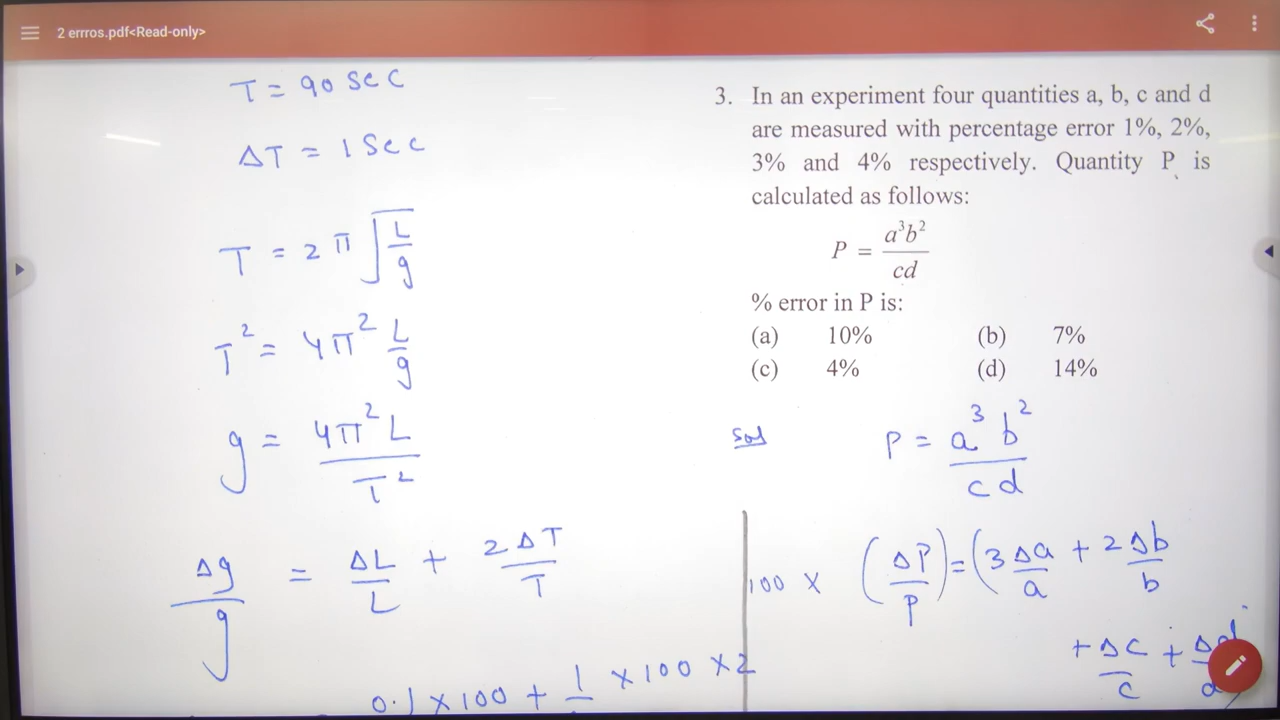 2 errros.pdf<Read-only>
T = 90 sec
ΔT = 1 Sec
T = 2 π √(L/g)
T² = 4π² L/g
g = 4π² L / T²
Δg/g = ΔL/L + 2ΔT/T
0.1 × 100 + 1 × 100 × 2
3. In an experiment four quantities a, b, c and d
are measured with percentage error 1%, 2%,
3% and 4% respectively. Quantity P is
calculated as follows:
P = a³b²/cd
% error in P is:
(a) 10% (b) 7%
(c) 4% (d) 14%
Sol P = a³ b² / c d
100 × (ΔP/P) = (3 Δa/a + 2 Δb/b
+ Δc/c + Δd/d